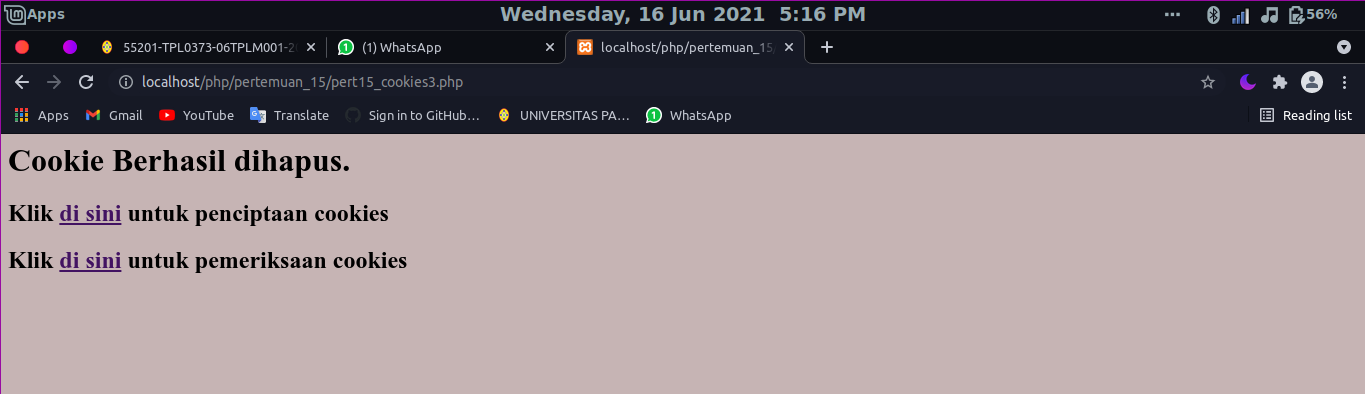 Apps Wednesday, 16 Jun 2021 5:16 PM 56%
55201-TPL0373-06TPLM001-2 (1) WhatsApp localhost/php/pertemuan_15/
localhost/php/pertemuan_15/pert15_cookies3.php
Apps Gmail YouTube Translate Sign in to GitHub... UNIVERSITAS PA... 1 WhatsApp Reading list
Cookie Berhasil dihapus.
Klik di sini untuk penciptaan cookies
Klik di sini untuk pemeriksaan cookies